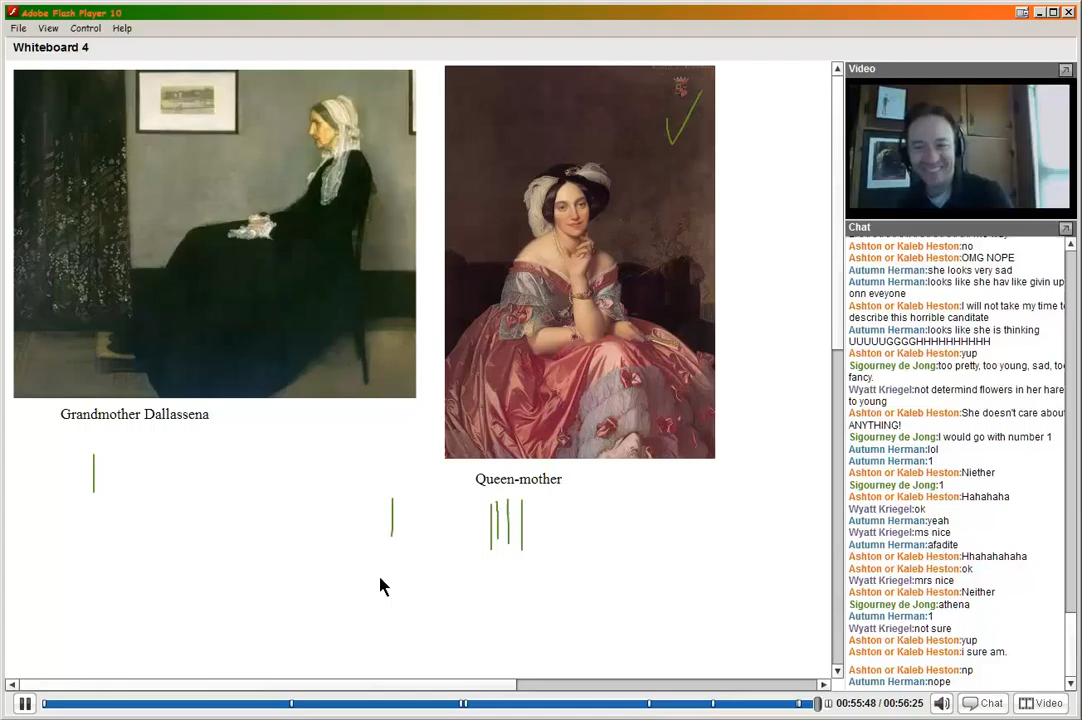 Adobe Flash Player 10
File View Control Help
Whiteboard 4
Grandmother Dallassena
Queen-mother
Video
Chat
Ashton or Kaleb Heston:no
Ashton or Kaleb Heston:OMG NOPE
Autumn Herman:she looks very sad
Autumn Herman:looks like she hav like givin up
onn eveyone
Ashton or Kaleb Heston:I will not take my time to
describe this horrible canditate
Autumn Herman:looks like she is thinking
UUUUUGGGGHHHHHHHHHH
Ashton or Kaleb Heston:yup
Sigourney de Jong:too pretty, too young, sad, too
fancy.
Wyatt Kriegel:not determind flowers in her hare
to young
Ashton or Kaleb Heston:She doesn't care about
ANYTHING!
Sigourney de Jong:I would go with number 1
Autumn Herman:lol
Autumn Herman:1
Ashton or Kaleb Heston:Niether
Sigourney de Jong:1
Ashton or Kaleb Heston:Hahahaha
Wyatt Kriegel:ok
Autumn Herman:yeah
Wyatt Kriegel:ms nice
Autumn Herman:afadite
Ashton or Kaleb Heston:Hhahahahaha
Ashton or Kaleb Heston:ok
Wyatt Kriegel:mrs nice
Ashton or Kaleb Heston:Neither
Sigourney de Jong:athena
Autumn Herman:1
Wyatt Kriegel:not sure
Ashton or Kaleb Heston:yup
Ashton or Kaleb Heston:i sure am.
Ashton or Kaleb Heston:np
Autumn Herman:nope
00:55:48 / 00:56:25 Chat Video